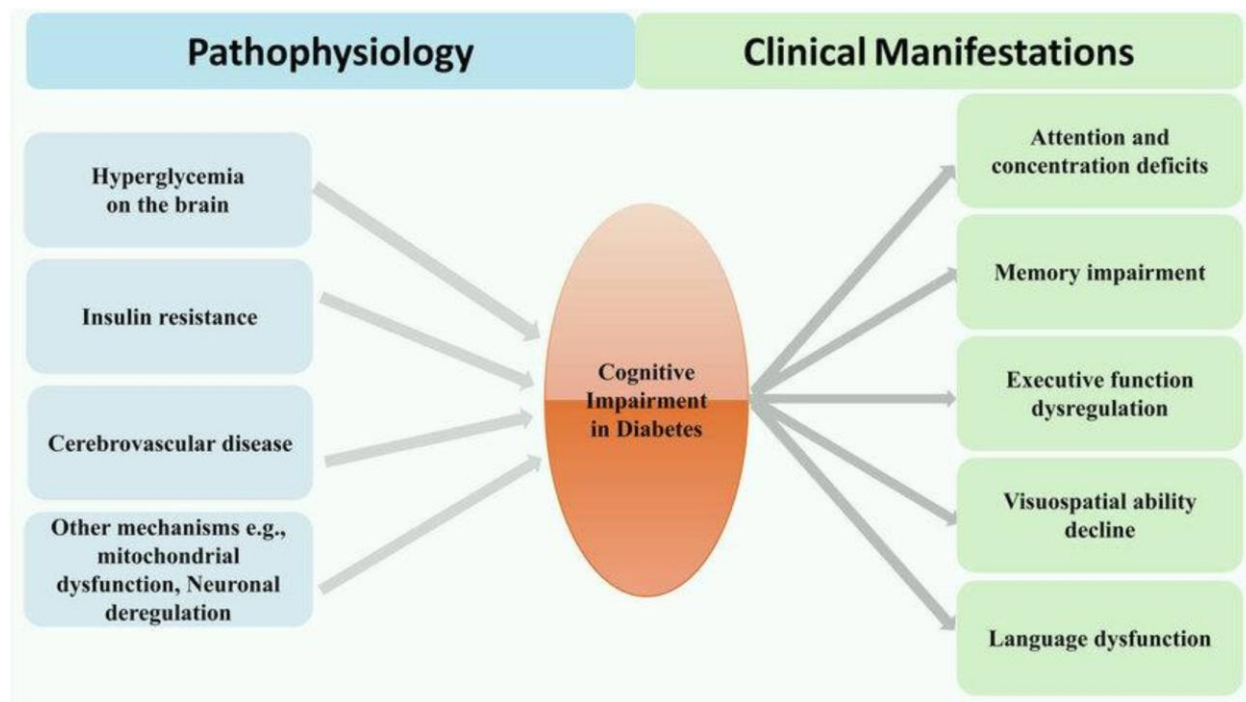 Pathophysiology
Clinical Manifestations
Hyperglycemia
on the brain
Insulin resistance
Cerebrovascular disease
Other mechanisms e.g.,
mitochondrial
dysfunction, Neuronal
deregulation
Cognitive
Impairment
in Diabetes
Attention and
concentration deficits
Memory impairment
Executive function
dysregulation
Visuospatial ability
decline
Language dysfunction